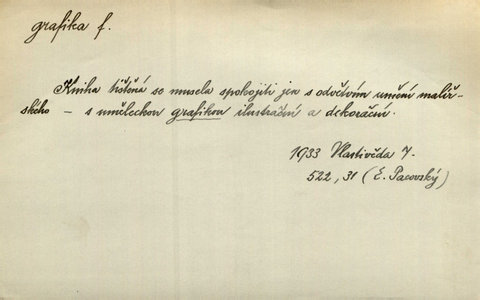 grafika f.
Kniha tištěná se musela spokojiti jen s odvětvím umění malíř-
ského – s uměleckou grafikou ilustrační a dekorační.
1933 Vlastivěda 7.
522, 31 (E. Pacovský)